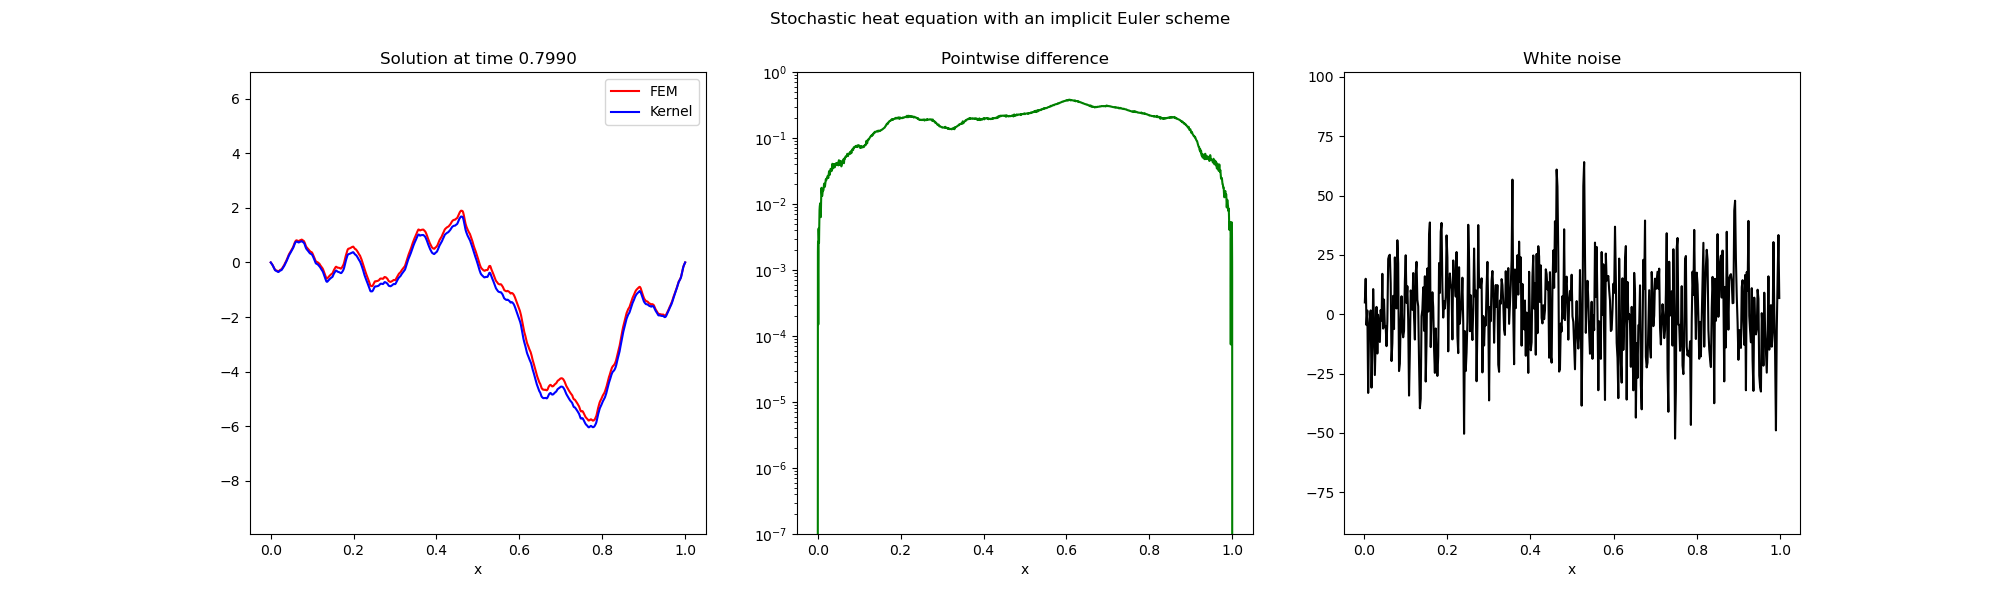 Stochastic heat equation with an implicit Euler scheme
Solution at time 0.7990
FEM
Kernel
6
4
2
0
−2
−4
−6
−8
0.0 0.2 0.4 0.6 0.8 1.0
x
Pointwise difference
10⁰
10⁻¹
10⁻²
10⁻³
10⁻⁴
10⁻⁵
10⁻⁶
10⁻⁷
0.0 0.2 0.4 0.6 0.8 1.0
x
White noise
100
75
50
25
0
−25
−50
−75
0.0 0.2 0.4 0.6 0.8 1.0
x